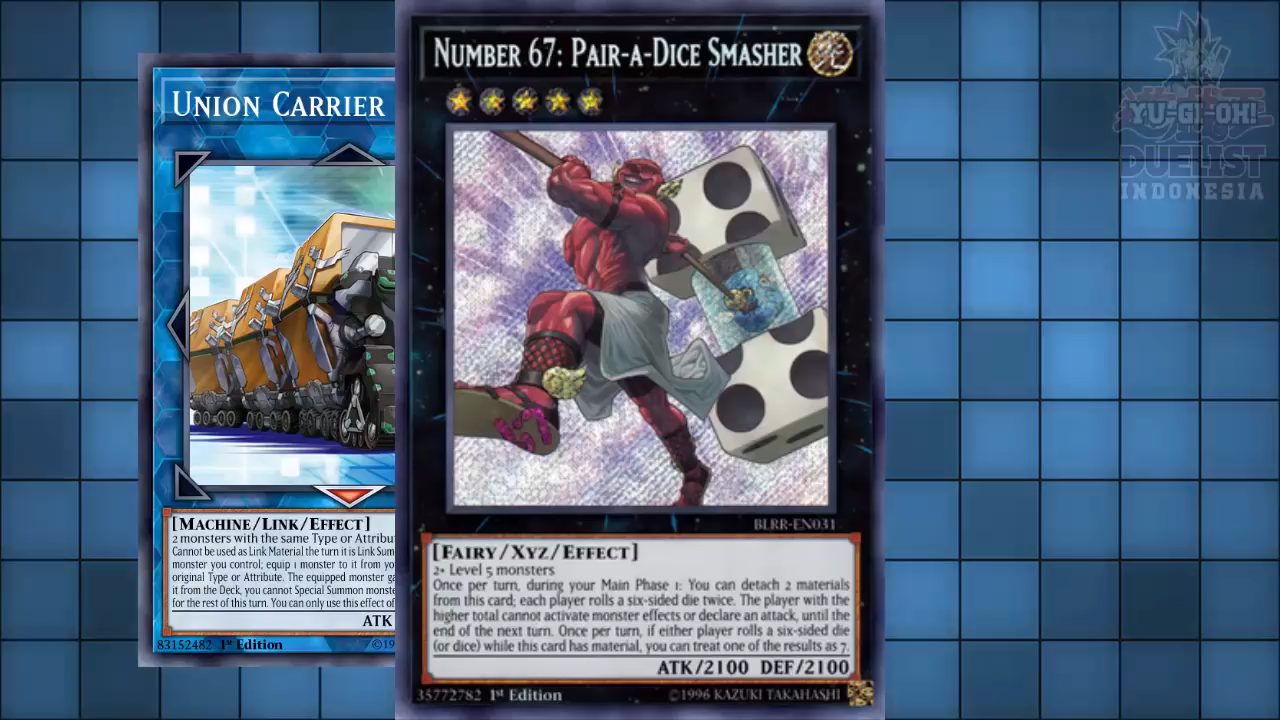 UNION CARRIER
[MACHINE/LINK/EFFECT]
2 monsters with the same Type or Attribu
Cannot be used as Link Material the turn it is Link Sum
monster you control; equip 1 monster to it from yo
original Type or Attribute. The equipped monster ga
it from the Deck, you cannot Special Summon monste
for the rest of this turn. You can only use this effect of
ATK
83152482 1st Edition ©19
NUMBER 67: PAIR-A-DICE SMASHER
67
BLRR-EN031
[FAIRY/XYZ/EFFECT]
2+ Level 5 monsters
Once per turn, during your Main Phase 1: You can detach 2 materials
from this card; each player rolls a six-sided die twice. The player with the
higher total cannot activate monster effects or declare an attack, until the
end of the next turn. Once per turn, if either player rolls a six-sided die
(or dice) while this card has material, you can treat one of the results as 7.
ATK/2100 DEF/2100
35772782 1st Edition ©1996 KAZUKI TAKAHASHI
YU-GI-OH!
DUELIST
INDONESIA